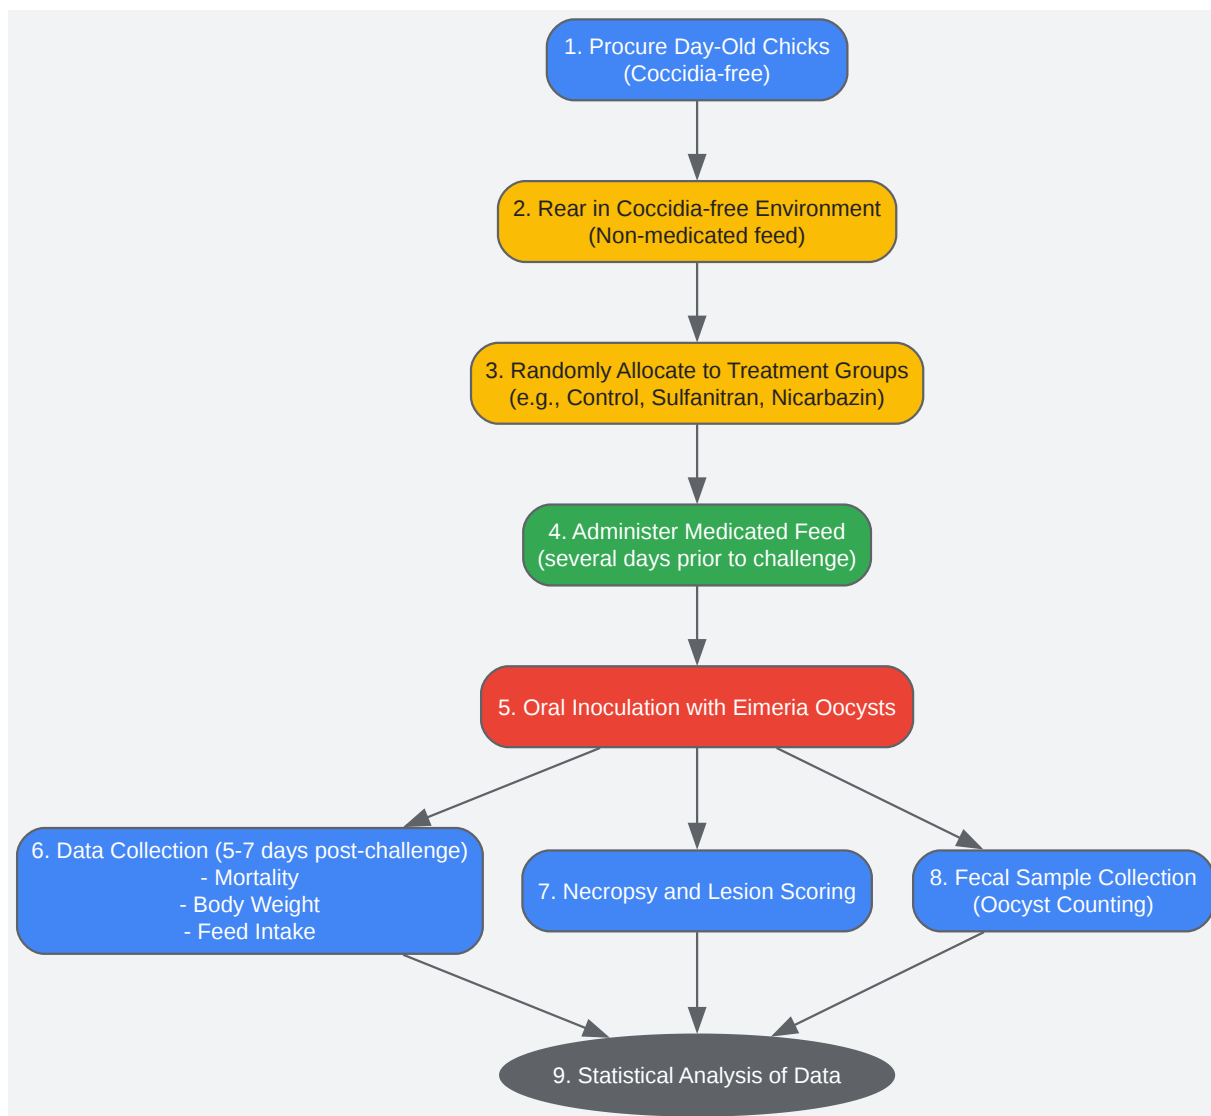 1. Procure Day-Old Chicks
(Coccidia-free)
2. Rear in Coccidia-free Environment
(Non-medicated feed)
3. Randomly Allocate to Treatment Groups
(e.g., Control, Sulfanitran, Nicarbazin)
4. Administer Medicated Feed
(several days prior to challenge)
5. Oral Inoculation with Eimeria Oocysts
6. Data Collection (5-7 days post-challenge)
- Mortality
- Body Weight
- Feed Intake
7. Necropsy and Lesion Scoring
8. Fecal Sample Collection
(Oocyst Counting)
9. Statistical Analysis of Data